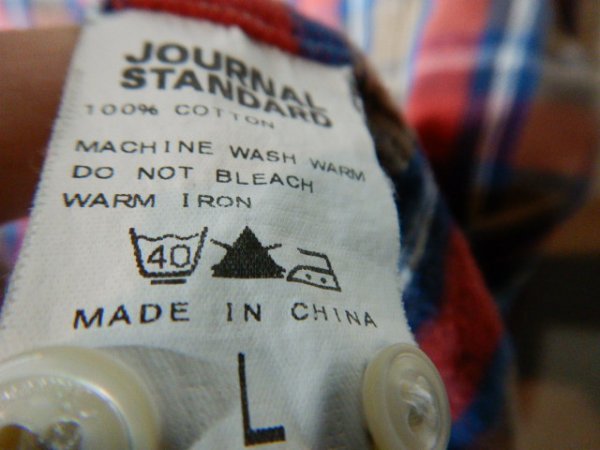 JOURNAL
STANDARD
100% COTTON
MACHINE WASH WARM
DO NOT BLEACH
WARM IRON
40
MADE IN CHINA
L